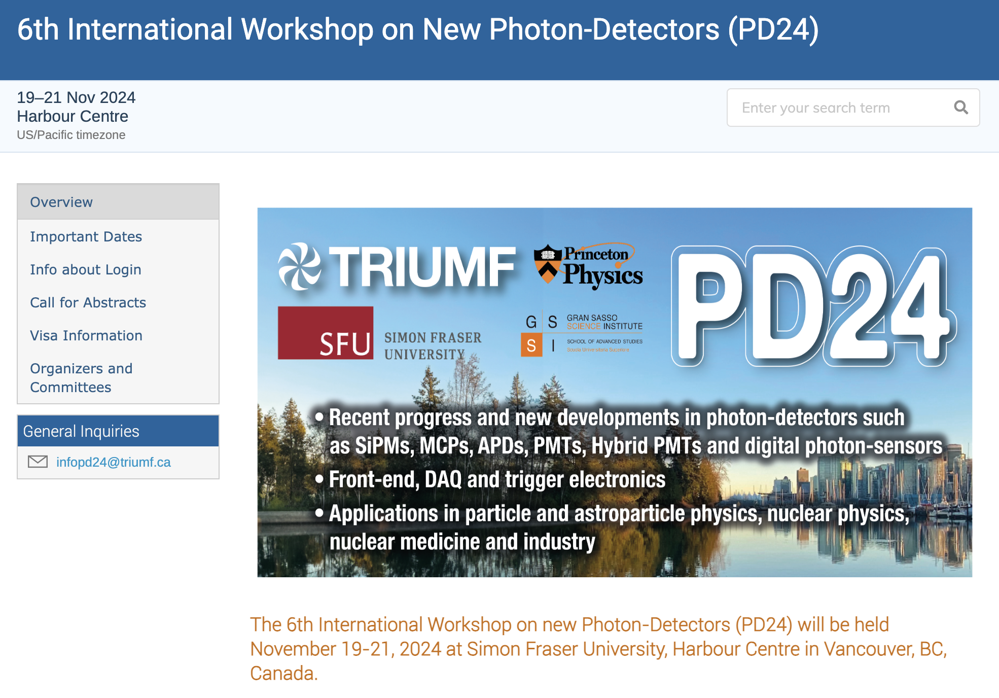 6th International Workshop on New Photon-Detectors (PD24)
19–21 Nov 2024
Harbour Centre
US/Pacific timezone
Enter your search term
Overview
Important Dates
Info about Login
Call for Abstracts
Visa Information
Organizers and
Committees
General Inquiries
infopd24@triumf.ca
TRIUMF
Princeton
Physics
PD24
SFU
SIMON FRASER
UNIVERSITY
G S
S I
GRAN SASSO
SCIENCE INSTITUTE
SCHOOL OF ADVANCED STUDIES
Scuola Universitaria Superiore
• Recent progress and new developments in photon-detectors such
as SiPMs, MCPs, APDs, PMTs, Hybrid PMTs and digital photon-sensors
• Front-end, DAQ and trigger electronics
• Applications in particle and astroparticle physics, nuclear physics,
nuclear medicine and industry
The 6th International Workshop on new Photon-Detectors (PD24) will be held
November 19-21, 2024 at Simon Fraser University, Harbour Centre in Vancouver, BC,
Canada.